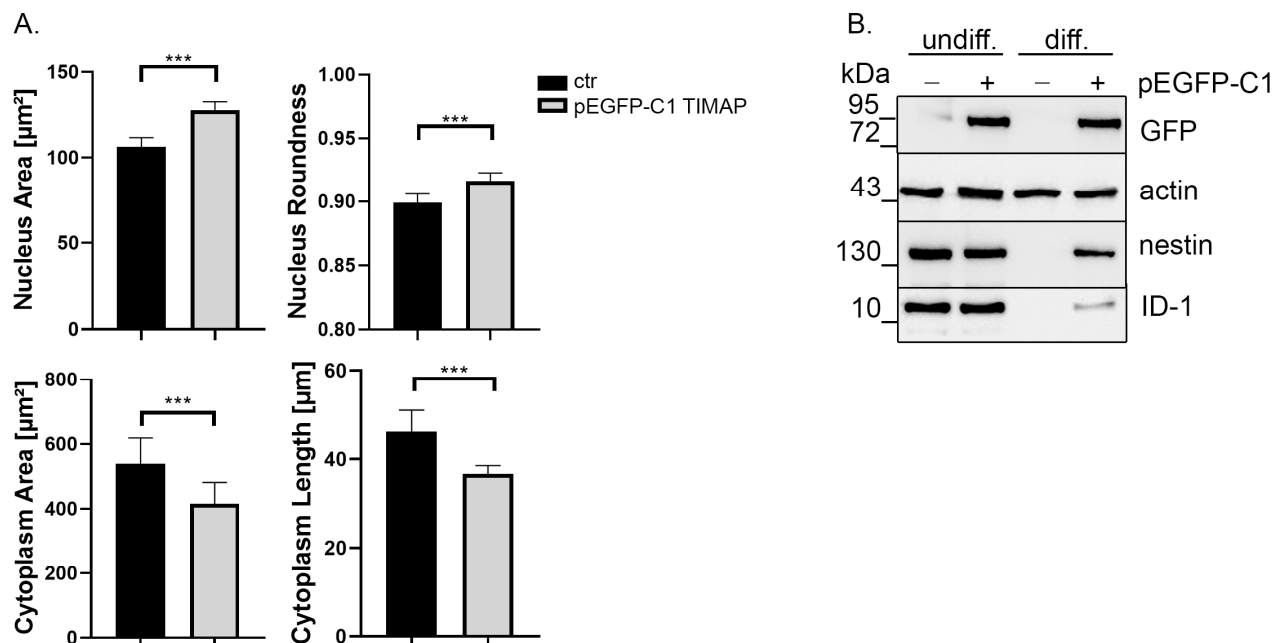 A.
Nucleus Area [µm²]
150
100
50
0
***
Nucleus Roundness
1.00
0.95
0.90
0.85
0.80
***
ctr
pEGFP-C1 TIMAP
Cytoplasm Area [µm²]
800
600
400
200
0
***
Cytoplasm Length [µm]
60
40
20
0
***
B.
undiff. diff.
kDa – + – + pEGFP-C1
95
72 GFP
43 actin
130 nestin
10 ID-1